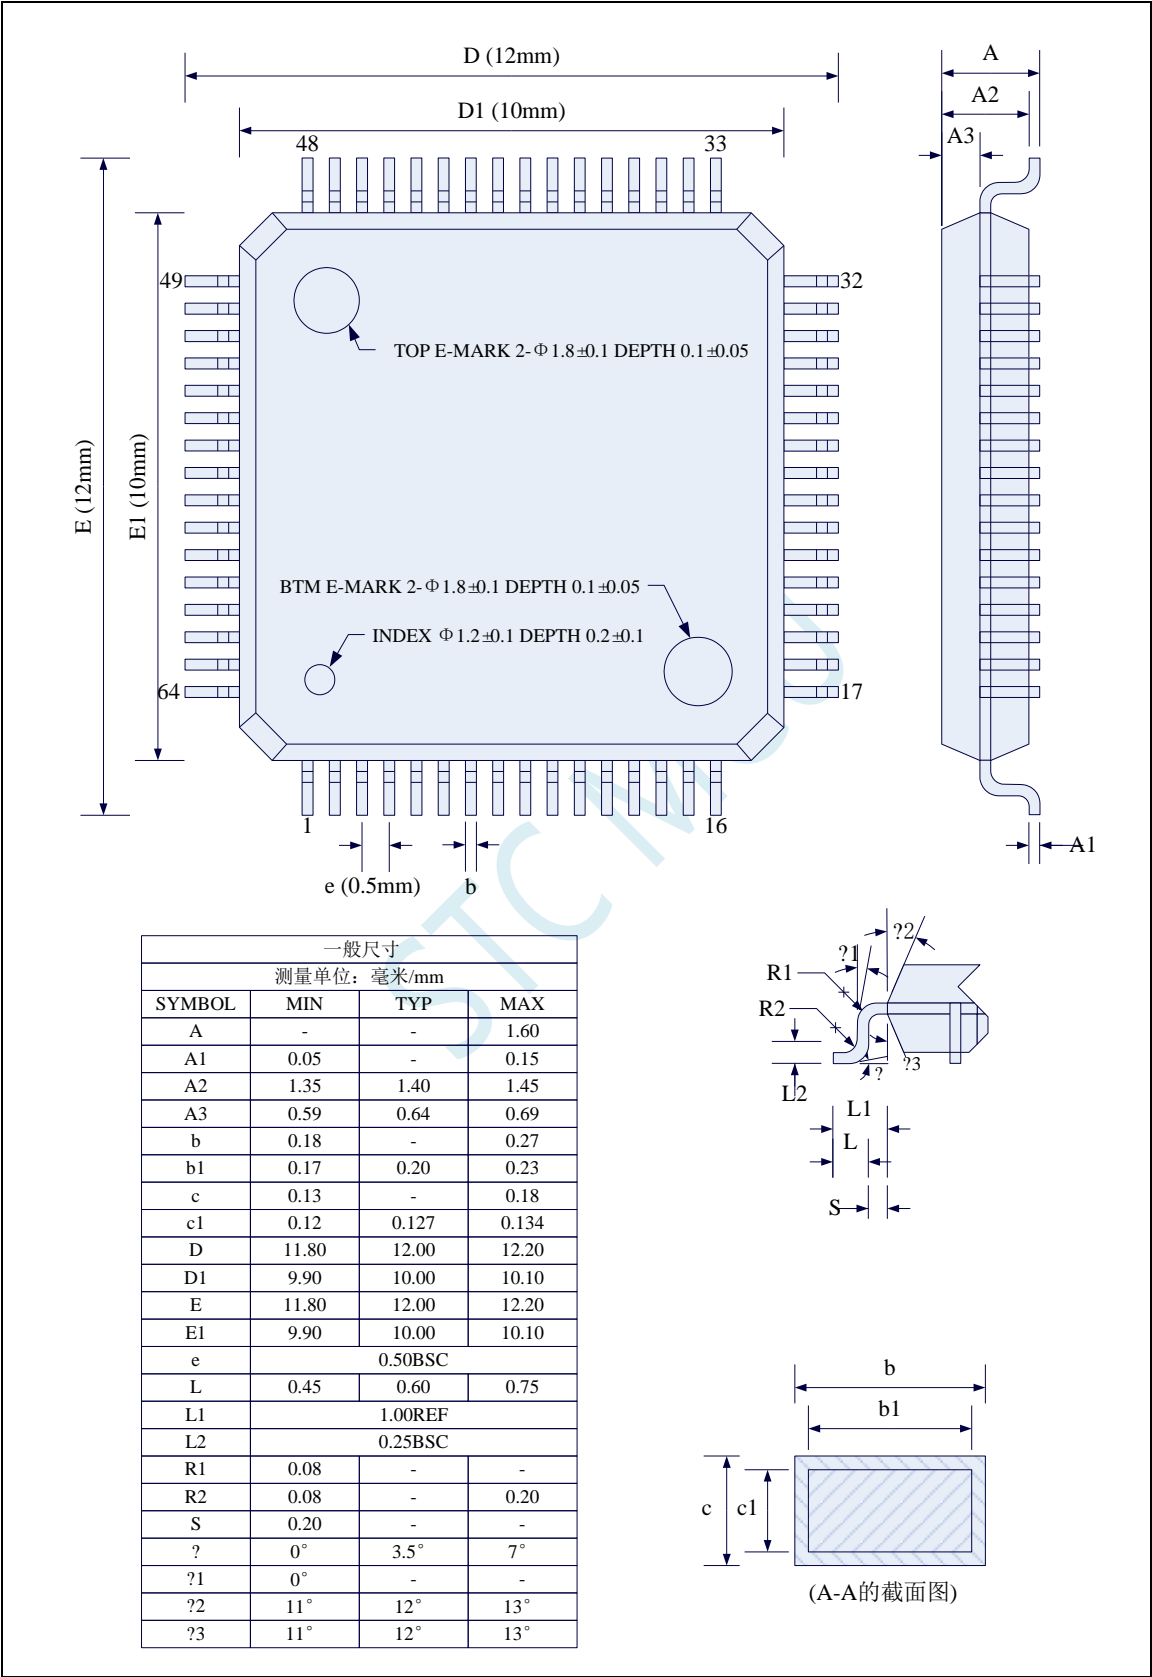 D (12mm)
D1 (10mm)
48
33
A
A2
A3
49
32
TOP E-MARK 2-Φ1.8±0.1 DEPTH 0.1±0.05
E (12mm)
E1 (10mm)
BTM E-MARK 2-Φ1.8±0.1 DEPTH 0.1±0.05
INDEX Φ1.2±0.1 DEPTH 0.2±0.1
64
17
1
16
A1
e (0.5mm)
b
STC MCU
一般尺寸
测量单位：毫米/mm
SYMBOL MIN TYP MAX
A - - 1.60
A1 0.05 - 0.15
A2 1.35 1.40 1.45
A3 0.59 0.64 0.69
b 0.18 - 0.27
b1 0.17 0.20 0.23
c 0.13 - 0.18
c1 0.12 0.127 0.134
D 11.80 12.00 12.20
D1 9.90 10.00 10.10
E 11.80 12.00 12.20
E1 9.90 10.00 10.10
e 0.50BSC
L 0.45 0.60 0.75
L1 1.00REF
L2 0.25BSC
R1 0.08 - -
R2 0.08 - 0.20
S 0.20 - -
? 0° 3.5° 7°
?1 0° - -
?2 11° 12° 13°
?3 11° 12° 13°
?2
?1
R1
R2
?3
?
L2
L1
L
S
b
b1
c
c1
(A-A的截面图)